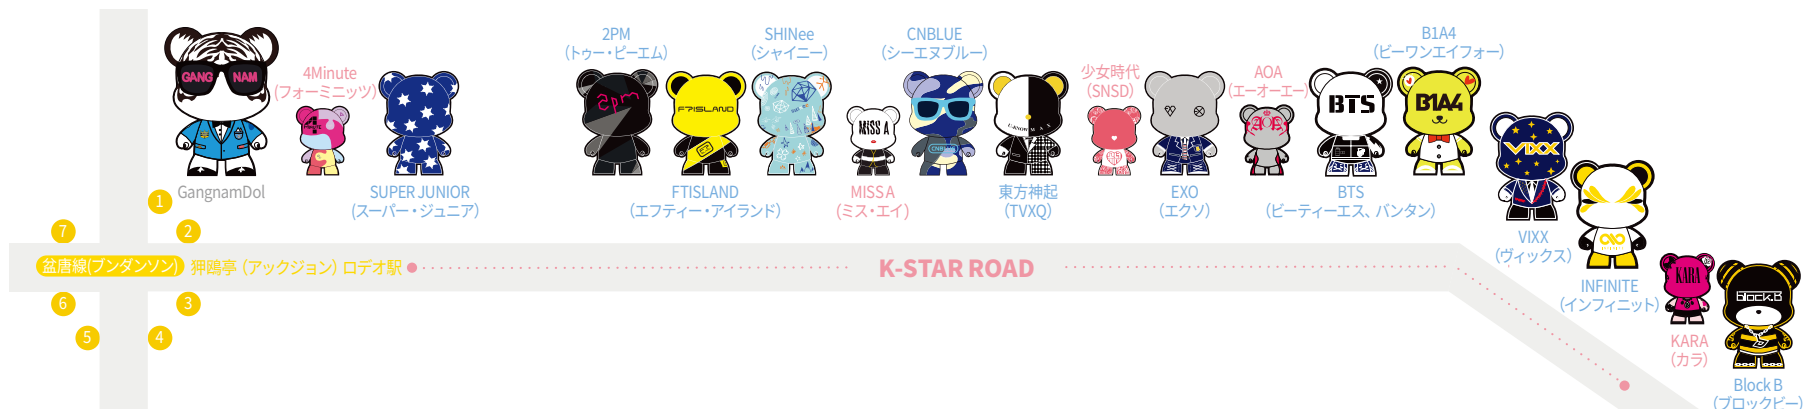 GANG NAM
GangnamDol
4Minute
(フォーミニッツ)
SUPER JUNIOR
(スーパー・ジュニア)
2PM
(トゥー・ピーエム)
2pm
FTISLAND
FTISLAND
(エフティー・アイランド)
SHINee
(シャイニー)
MISS A
MISS A
(ミス・エイ)
CNBLUE
(シーエヌブルー)
CNBLUE
東方神起
(TVXQ)
少女時代
(SNSD)
EXO
(エクソ)
AOA
(エーオーエー)
AOA
BTS
BTS
(ビーティーエス、バンタン)
B1A4
(ビーワンエイフォー)
B1A4
VIXX
VIXX
(ヴィックス)
INFINITE
(インフィニット)
KARA
KARA
(カラ)
Block.B
Block B
(ブロックビー)
1
7
2
盆唐線(ブンダンソン)
狎鴎亭 (アックジョン) ロデオ駅
K-STAR ROAD
6
3
5
4